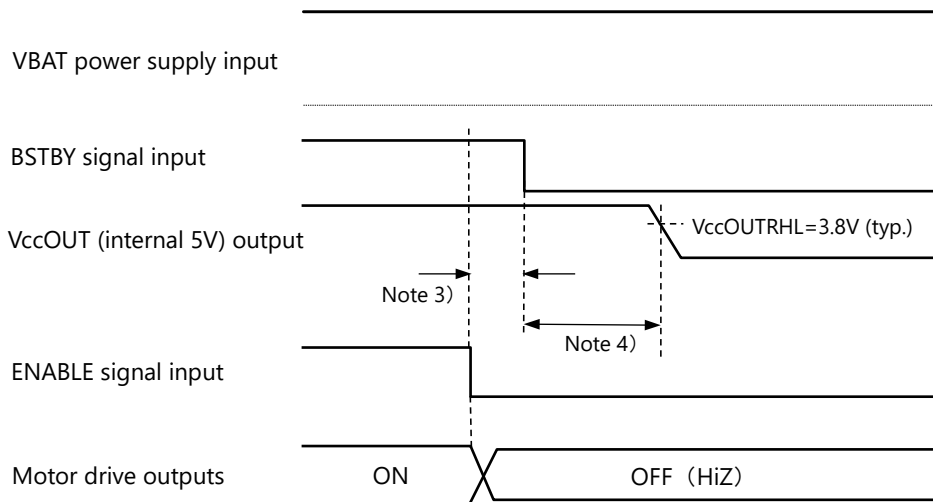 VBAT power supply input
BSTBY signal input
VccOUT (internal 5V) output
VccOUTRHL=3.8V (typ.)
Note 3）
Note 4）
ENABLE signal input
Motor drive outputs
ON
OFF（HiZ）